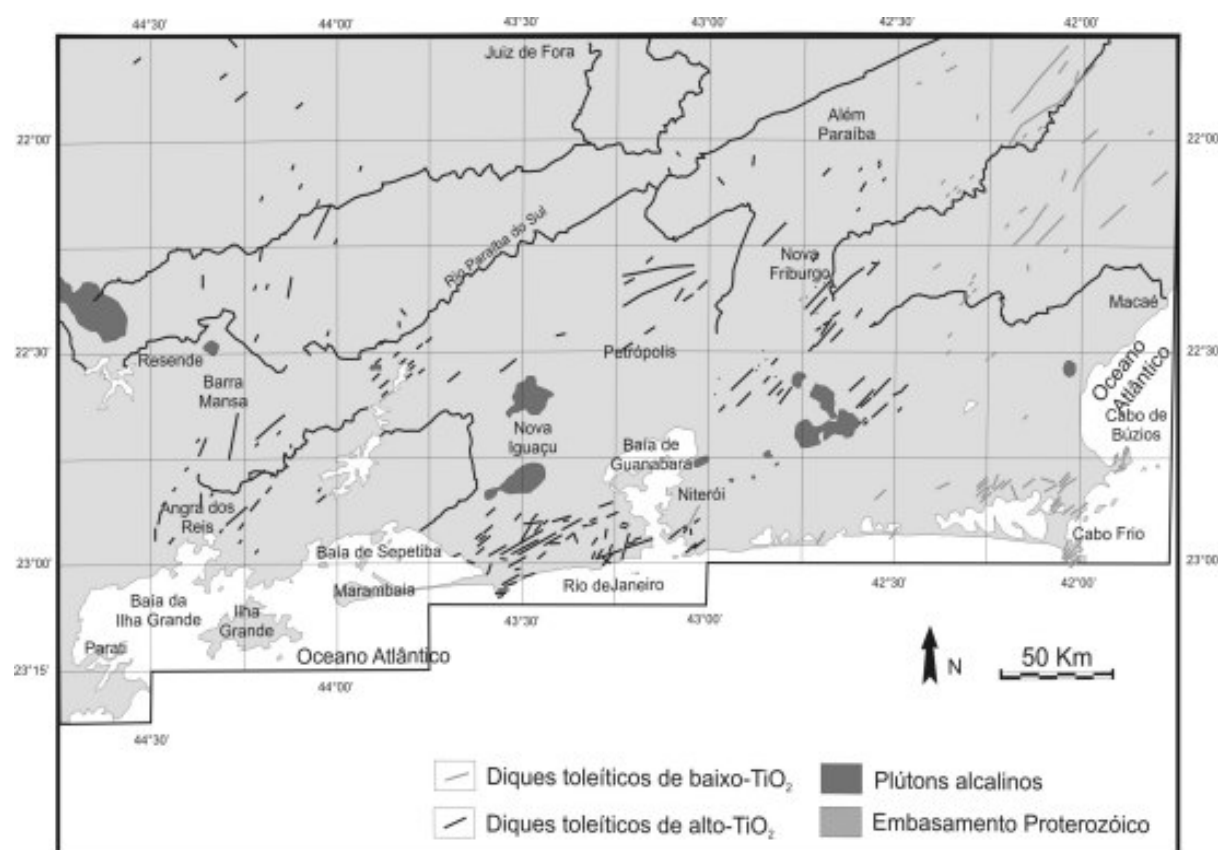 44°30' 44°00' 43°30' 43°00' 42°30' 42°00'
Juiz de Fora
Além
Paraíba
22°00' 22°00'
Rio Paraíba do Sul
Nova
Friburgo
Macaé
22°30' 22°30'
Resende
Petrópolis
Barra
Mansa
Oceano
Atlântico
Cabo de
Búzios
Nova
Iguaçu
Baía de
Guanabara
Niterói
Angra dos
Reis
Cabo Frio
Baía de Sepetiba
23°00' 23°00'
Marambaia
Rio de Janeiro
42°30' 42°00'
Baía da
Ilha Grande
Ilha
Grande
43°30' 43°00'
Parati
Oceano Atlântico
N
50 Km
23°15'
44°00'
44°30'
Diques toleíticos de baixo-TiO₂
Plútons alcalinos
Diques toleíticos de alto-TiO₂
Embasamento Proterozóico